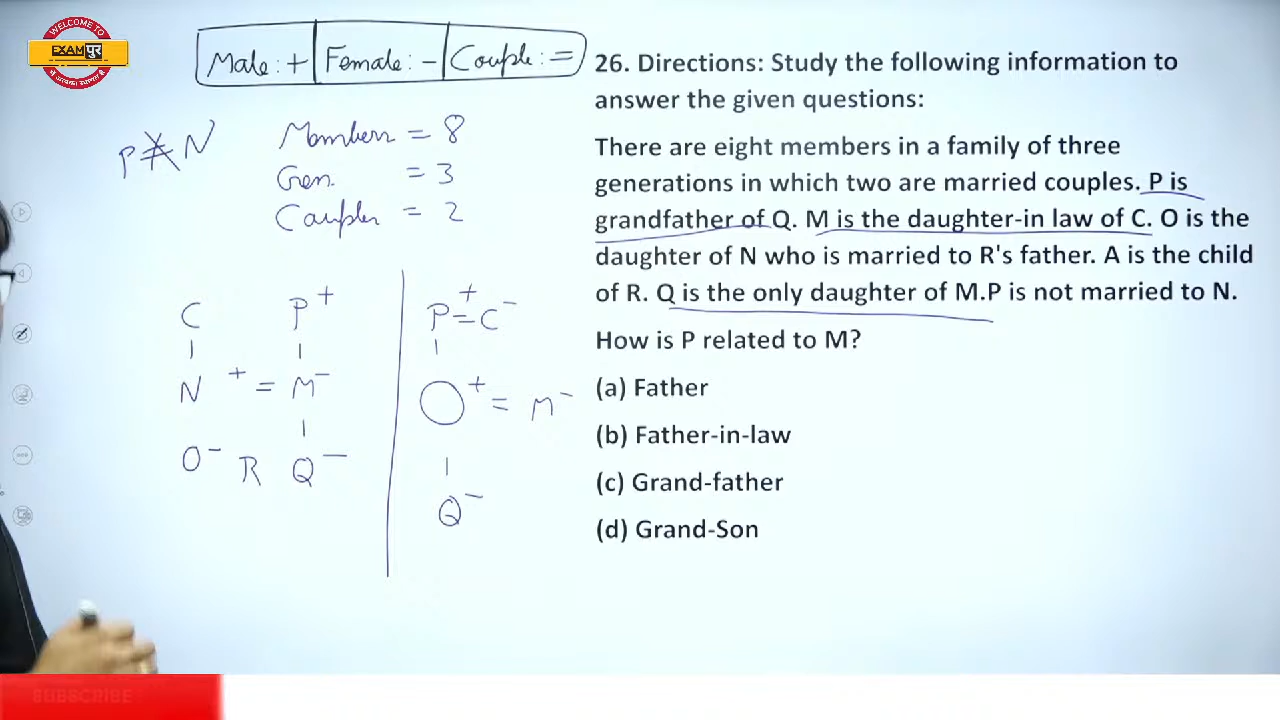 WELCOME TO
EXAMपुर
Male: + Female: - Couple: =
P N
Members = 8
Gen. = 3
Couples = 2
C P +
N + = M -
O - R Q -
P + = C -
+ = M -
Q -
26. Directions: Study the following information to
answer the given questions:
There are eight members in a family of three
generations in which two are married couples. P is
grandfather of Q. M is the daughter-in law of C. O is the
daughter of N who is married to R's father. A is the child
of R. Q is the only daughter of M.P is not married to N.
How is P related to M?
(a) Father
(b) Father-in-law
(c) Grand-father
(d) Grand-Son
SUBSCRIBE